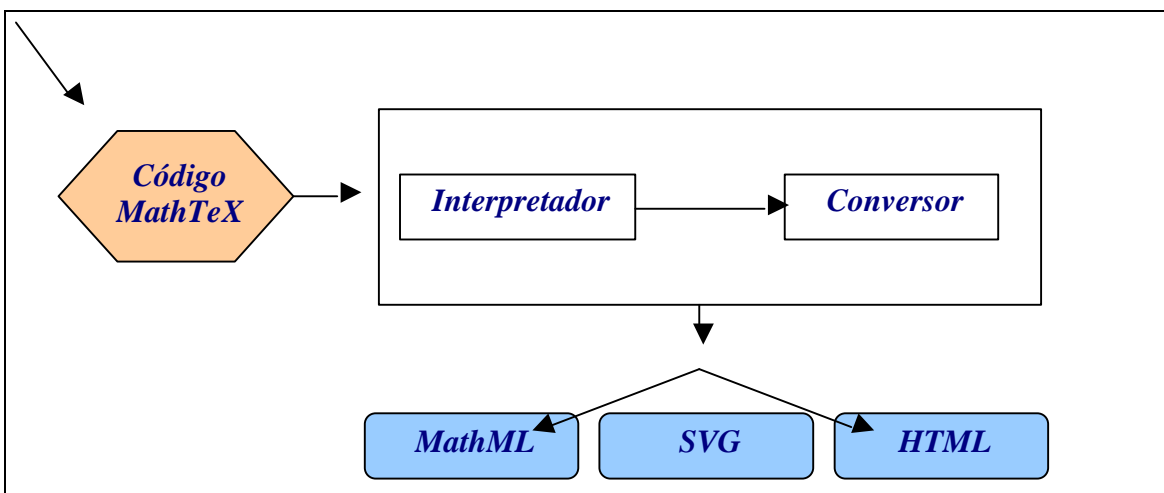 Código
MathTeX
Interpretador
Conversor
MathML
SVG
HTML